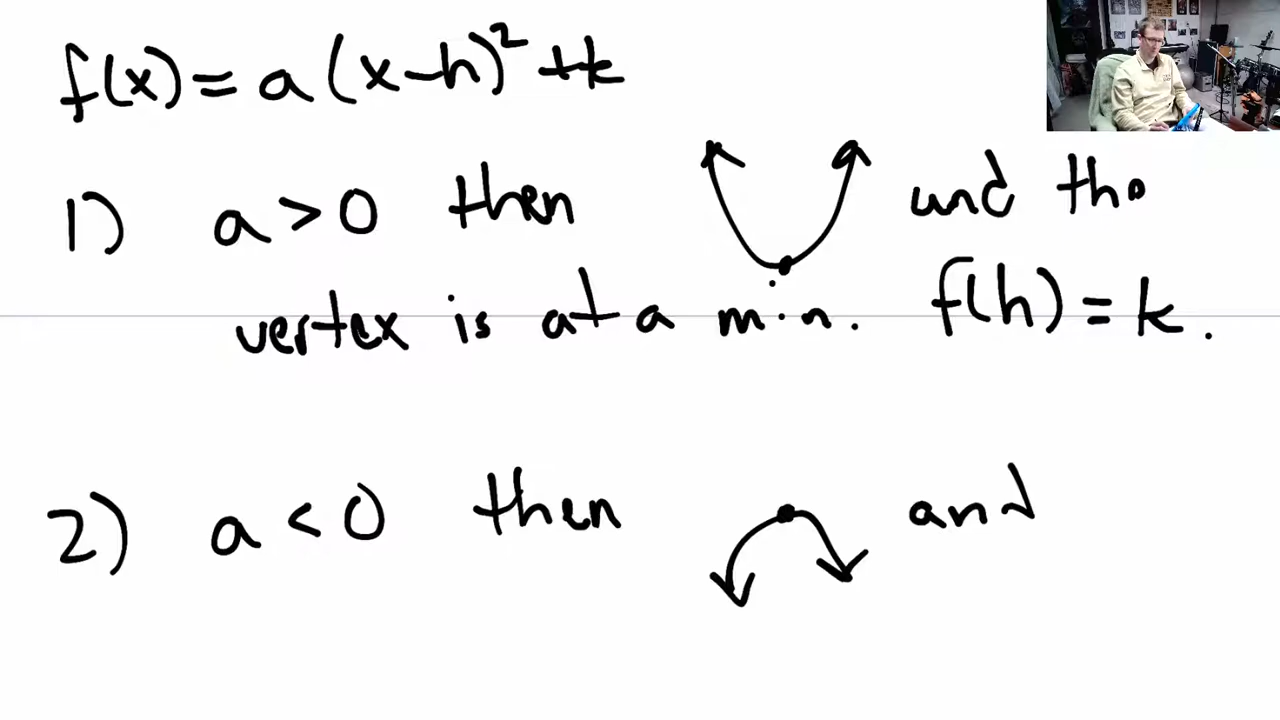 f(x) = a(x-h)² + k
1) a > 0 then and the
vertex is at a min. f(h) = k.
2) a < 0 then and